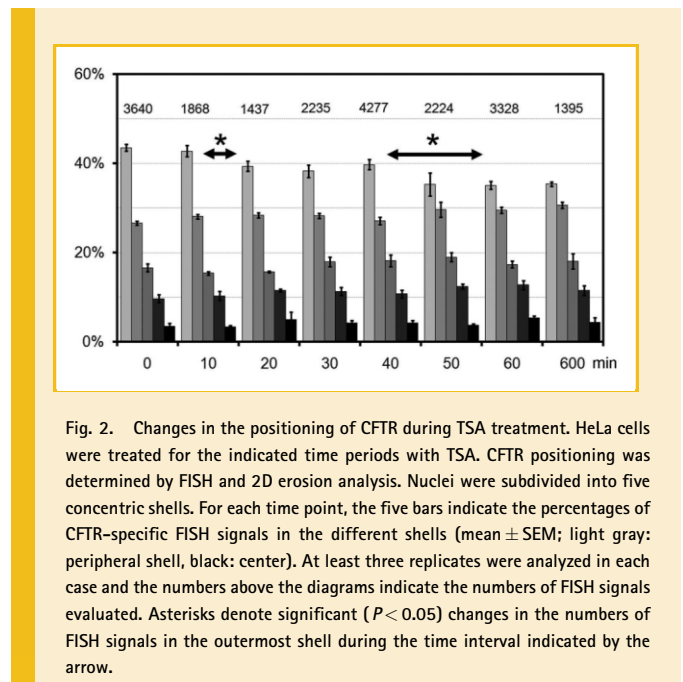 60%
3640 1868 1437 2235 4277 2224 3328 1395
* *
40%
20%
0%
0 10 20 30 40 50 60 600 min
Fig. 2. Changes in the positioning of CFTR during TSA treatment. HeLa cells
were treated for the indicated time periods with TSA. CFTR positioning was
determined by FISH and 2D erosion analysis. Nuclei were subdivided into five
concentric shells. For each time point, the five bars indicate the percentages of
CFTR-specific FISH signals in the different shells (mean ± SEM; light gray:
peripheral shell, black: center). At least three replicates were analyzed in each
case and the numbers above the diagrams indicate the numbers of FISH signals
evaluated. Asterisks denote significant (P < 0.05) changes in the numbers of
FISH signals in the outermost shell during the time interval indicated by the
arrow.